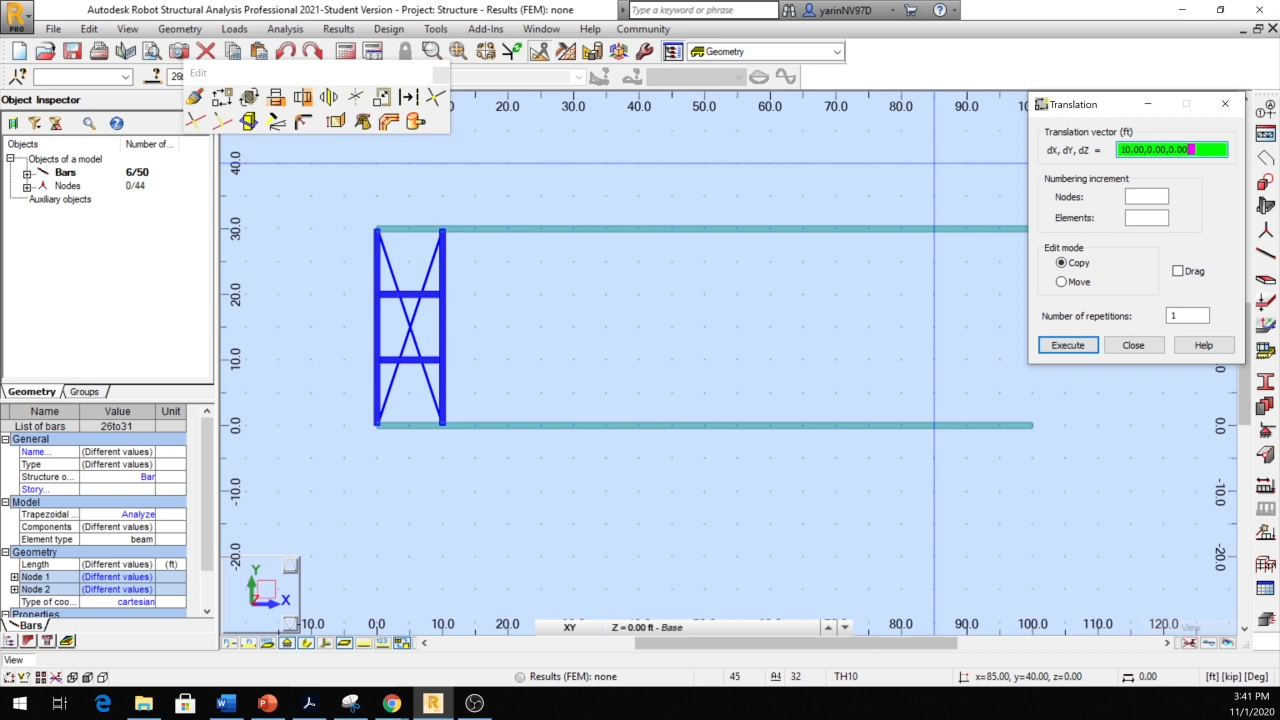 Autodesk Robot Structural Analysis Professional 2021-Student Version - Project: Structure - Results (FEM): none
Type a keyword or phrase
yarinNV97D
PRO
File Edit View Geometry Loads Analysis Results Design Tools Add-Ins Window Help Community
Geometry
26
Edit
Object Inspector
Objects Number of...
Objects of a model
Bars 6/50
Nodes 0/44
Auxiliary objects
Geometry Groups
Name Value Unit
List of bars 26to31
General
Name... (Different values)
Type (Different values)
Structure o... Bar
Story...
Model
Trapezoidal ... Analyze
Components (Different values)
Element type beam
Geometry
Length (Different values) (ft)
Node 1 (Different values)
Node 2 (Different values)
Type of coo... cartesian
Properties
Bars
20.0 30.0 40.0 50.0 60.0 70.0 80.0 90.0
40.0
30.0
20.0
10.0
0.0 0.0
-10.0 -10.0
-20.0 -20.0
Y
Z X
0.0 10.0 20.0 80.0 90.0 100.0 110.0 120.0
XY Z = 0.00 ft - Base
View
Translation
Translation vector (ft)
dX, dY, dZ = 10.00,0.00,0.00
Numbering increment
Nodes:
Elements:
Edit mode
Copy
Move
Drag
Number of repetitions: 1
Execute Close Help
View
Results (FEM): none 45 32 TH10 x=85.00, y=40.00, z=0.00 0.00 [ft] [kip] [Deg]
3:41 PM
11/1/2020